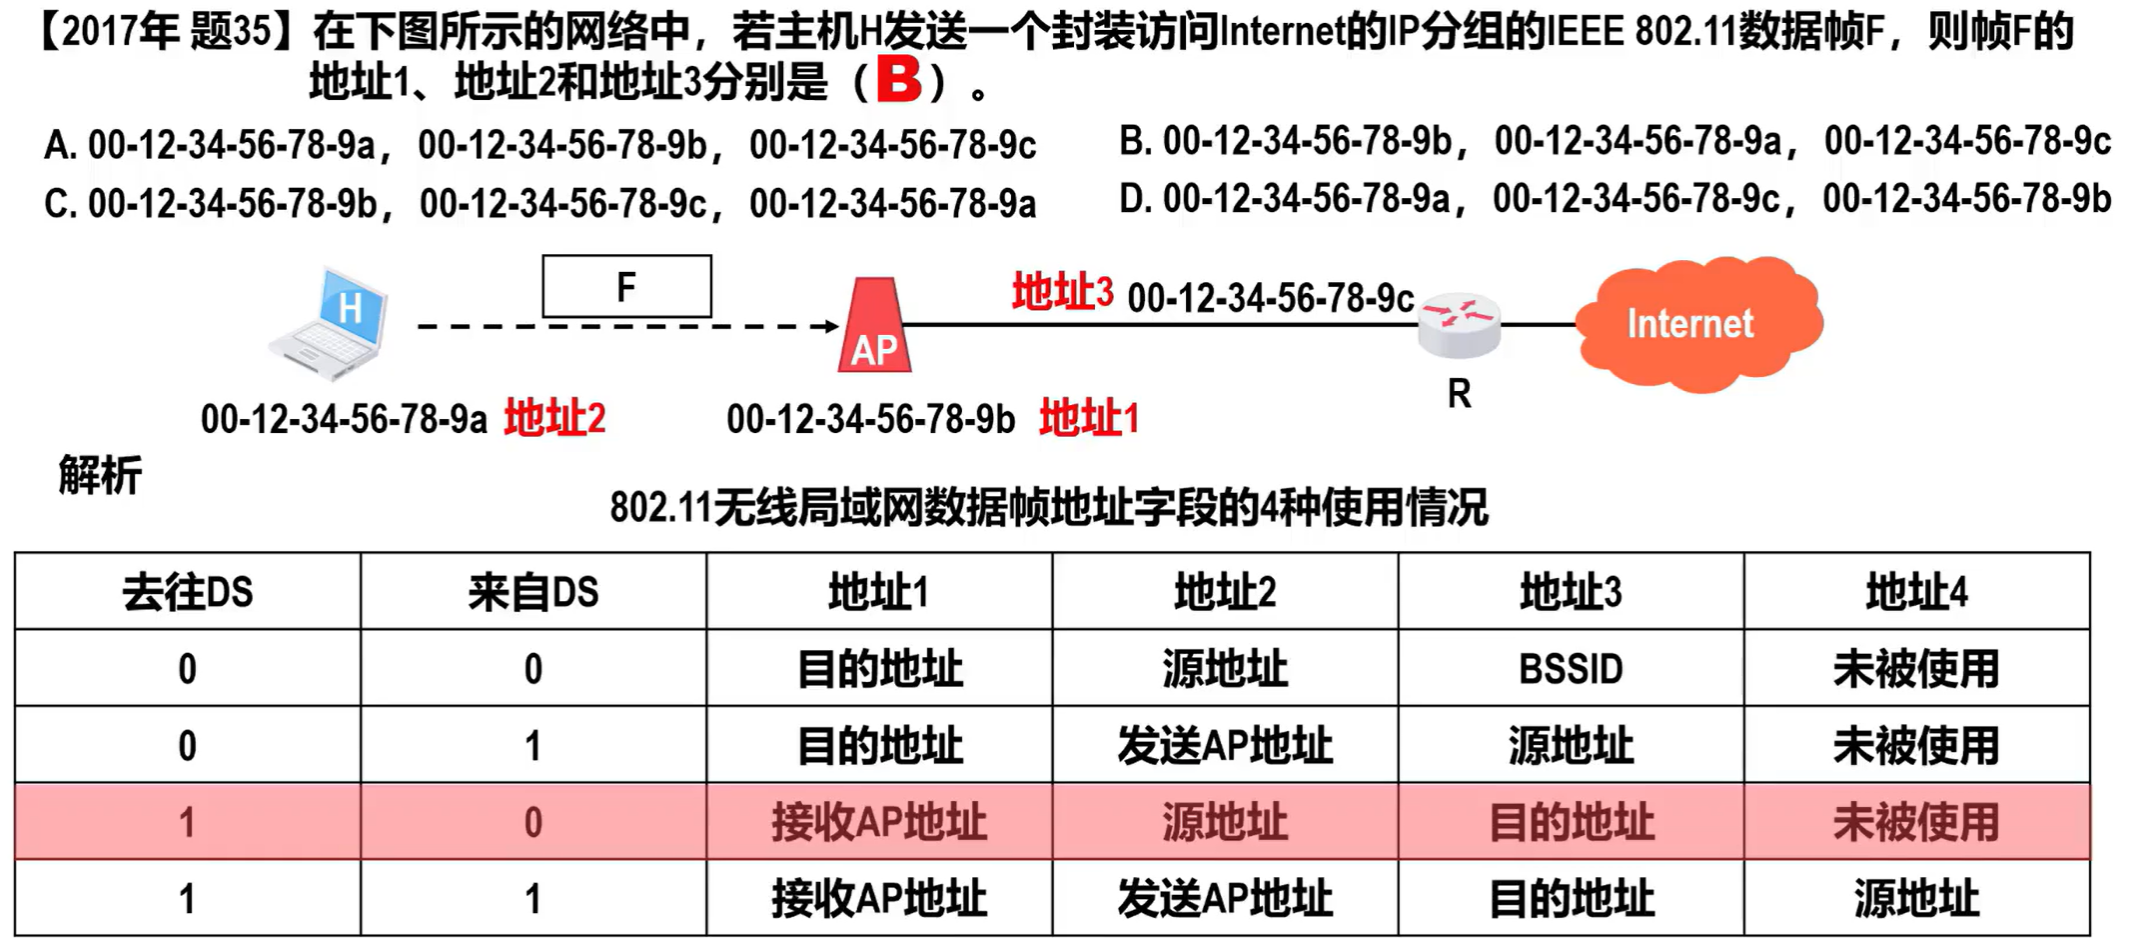 【2017年 题35】在下图所示的网络中，若主机H发送一个封装访问Internet的IP分组的IEEE 802.11数据帧F，则帧F的
地址1、地址2和地址3分别是（B）。
A. 00-12-34-56-78-9a，00-12-34-56-78-9b，00-12-34-56-78-9c
B. 00-12-34-56-78-9b，00-12-34-56-78-9a，00-12-34-56-78-9c
C. 00-12-34-56-78-9b，00-12-34-56-78-9c，00-12-34-56-78-9a
D. 00-12-34-56-78-9a，00-12-34-56-78-9c，00-12-34-56-78-9b
H
F
AP
地址3 00-12-34-56-78-9c
R
Internet
00-12-34-56-78-9a 地址2
00-12-34-56-78-9b 地址1
解析
802.11无线局域网数据帧地址字段的4种使用情况
去往DS 来自DS 地址1 地址2 地址3 地址4
0 0 目的地址 源地址 BSSID 未被使用
0 1 目的地址 发送AP地址 源地址 未被使用
1 0 接收AP地址 源地址 目的地址 未被使用
1 1 接收AP地址 发送AP地址 目的地址 源地址